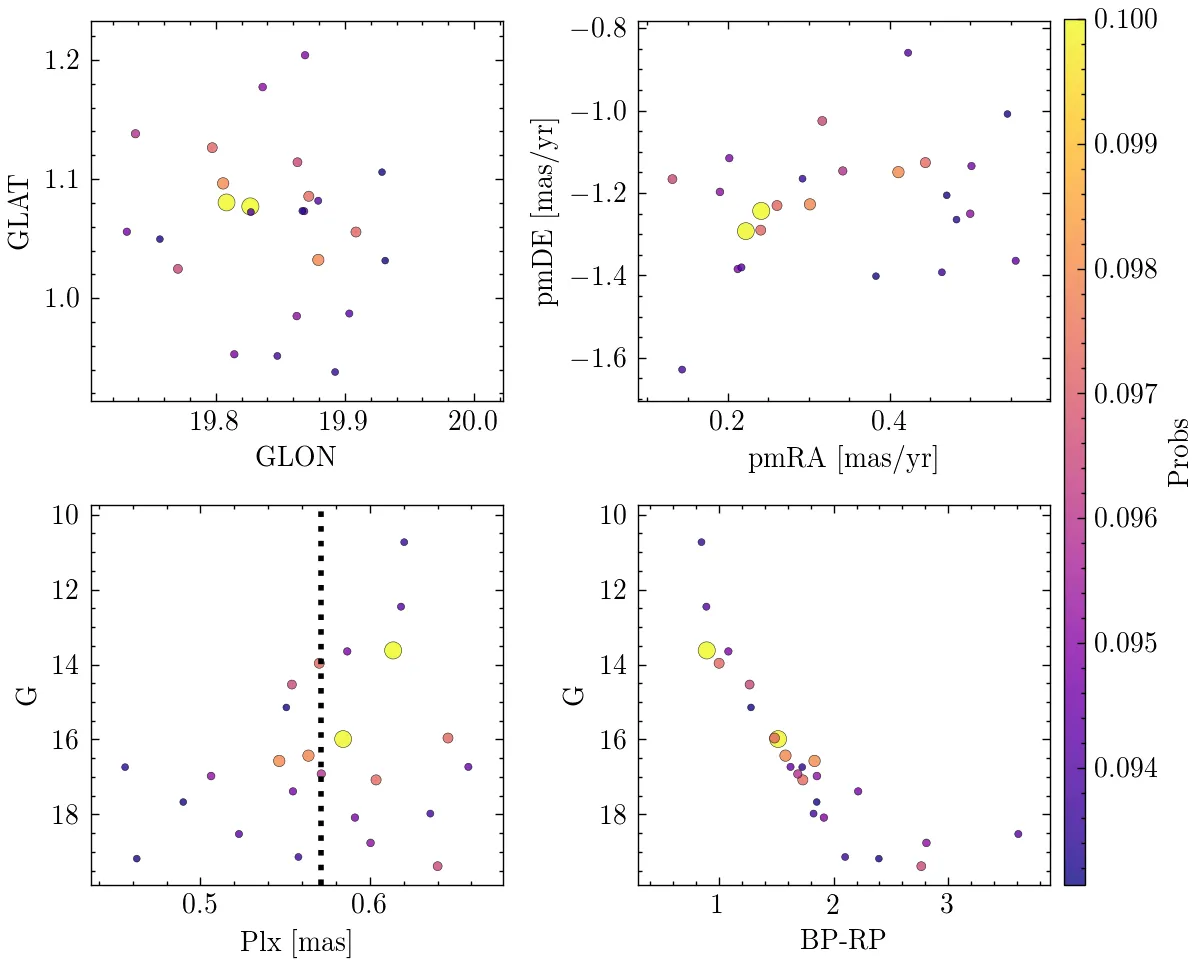 1.2
1.1
1.0
GLAT
19.8 19.9 20.0
GLON
−0.8
−1.0
−1.2
−1.4
−1.6
pmDE [mas/yr]
0.2 0.4
pmRA [mas/yr]
10
12
14
16
18
G
0.5 0.6
Plx [mas]
10
12
14
16
18
G
1 2 3
BP-RP
0.100
0.099
0.098
0.097
0.096
0.095
0.094
Probs